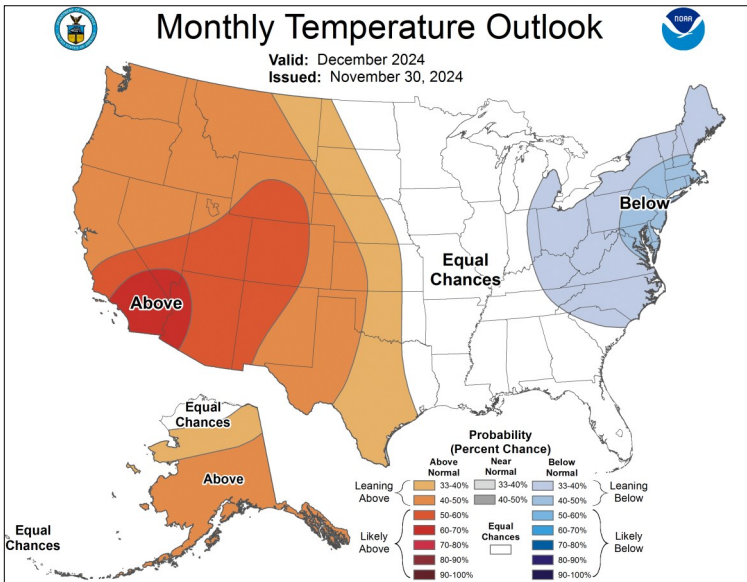 Monthly Temperature Outlook
NOAA
Valid: December 2024
Issued: November 30, 2024
Below
Equal
Chances
Above
Equal
Chances
Above
Equal
Chances
Probability
(Percent Chance)
Above
Normal
Near
Normal
Below
Normal
Leaning
Above
33-40%
40-50%
50-60%
60-70%
70-80%
80-90%
90-100%
Likely
Above
33-40%
40-50%
Equal
Chances
33-40%
40-50%
50-60%
60-70%
70-80%
80-90%
90-100%
Leaning
Below
Likely
Below